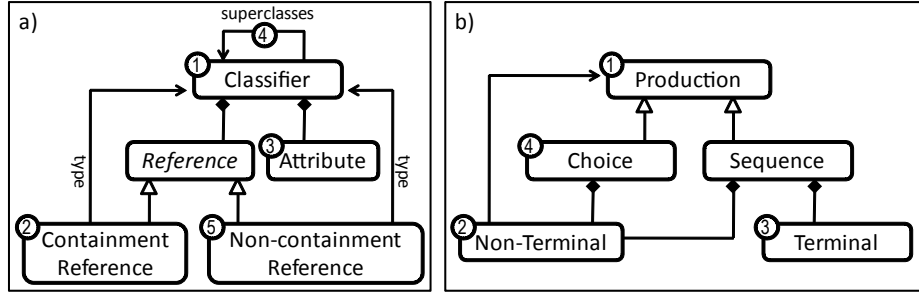 a)
superclasses
4
1
Classifier
type
Reference
3
Attribute
type
2
Containment
Reference
5
Non-containment
Reference
b)
1
Production
4
Choice
Sequence
2
Non-Terminal
3
Terminal